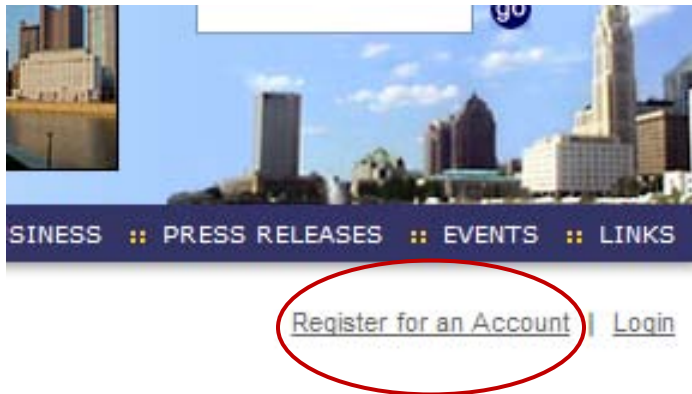 go
SINESS :: PRESS RELEASES :: EVENTS :: LINKS
Register for an Account | Login